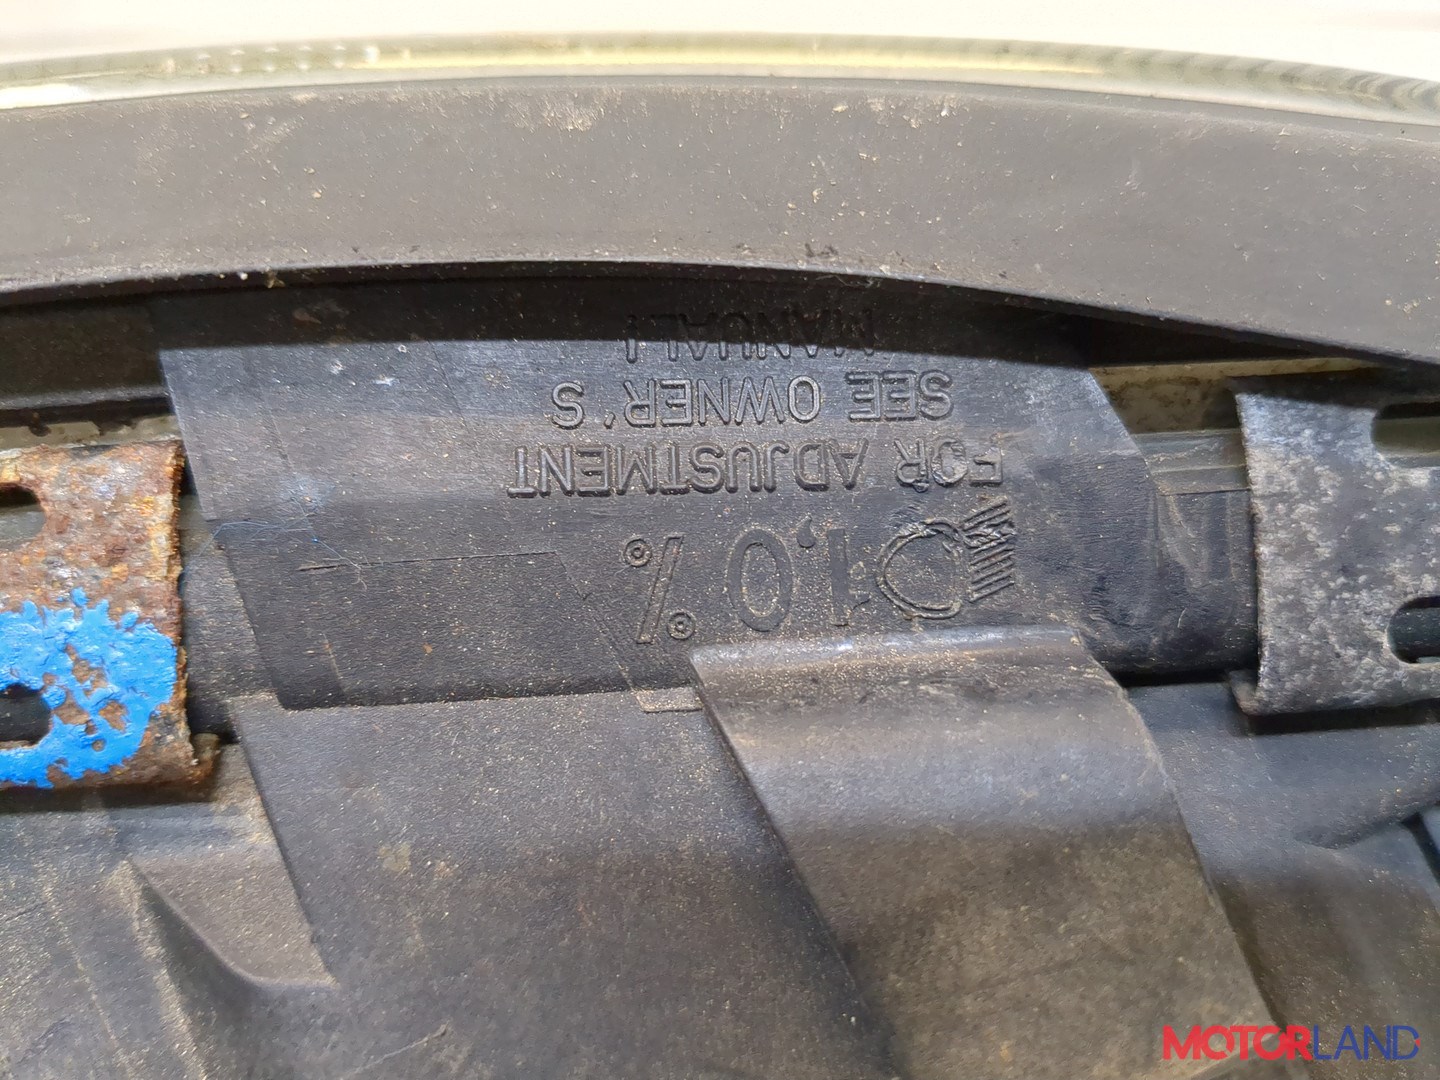 1,0 %
FOR ADJUSTMENT
SEE OWNER'S
MANUAL!
MOTORLAND